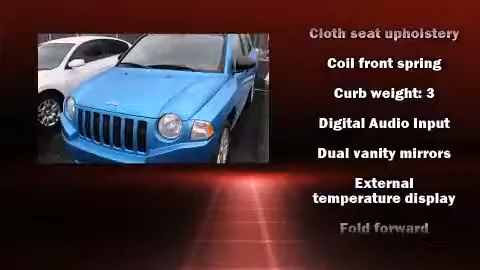 Cloth seat upholstery
Coil front spring
Curb weight: 3
Digital Audio Input
Dual vanity mirrors
External
temperature display
Fold forward